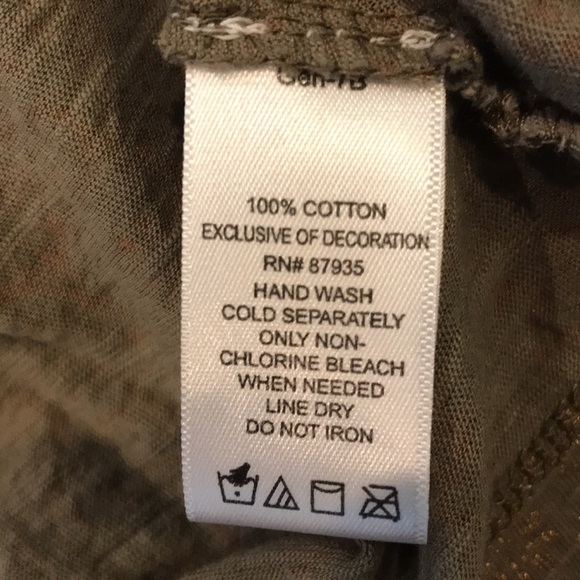 100% COTTON
EXCLUSIVE OF DECORATION
RN# 87935
HAND WASH
COLD SEPARATELY
ONLY NON-
CHLORINE BLEACH
WHEN NEEDED
LINE DRY
DO NOT IRON